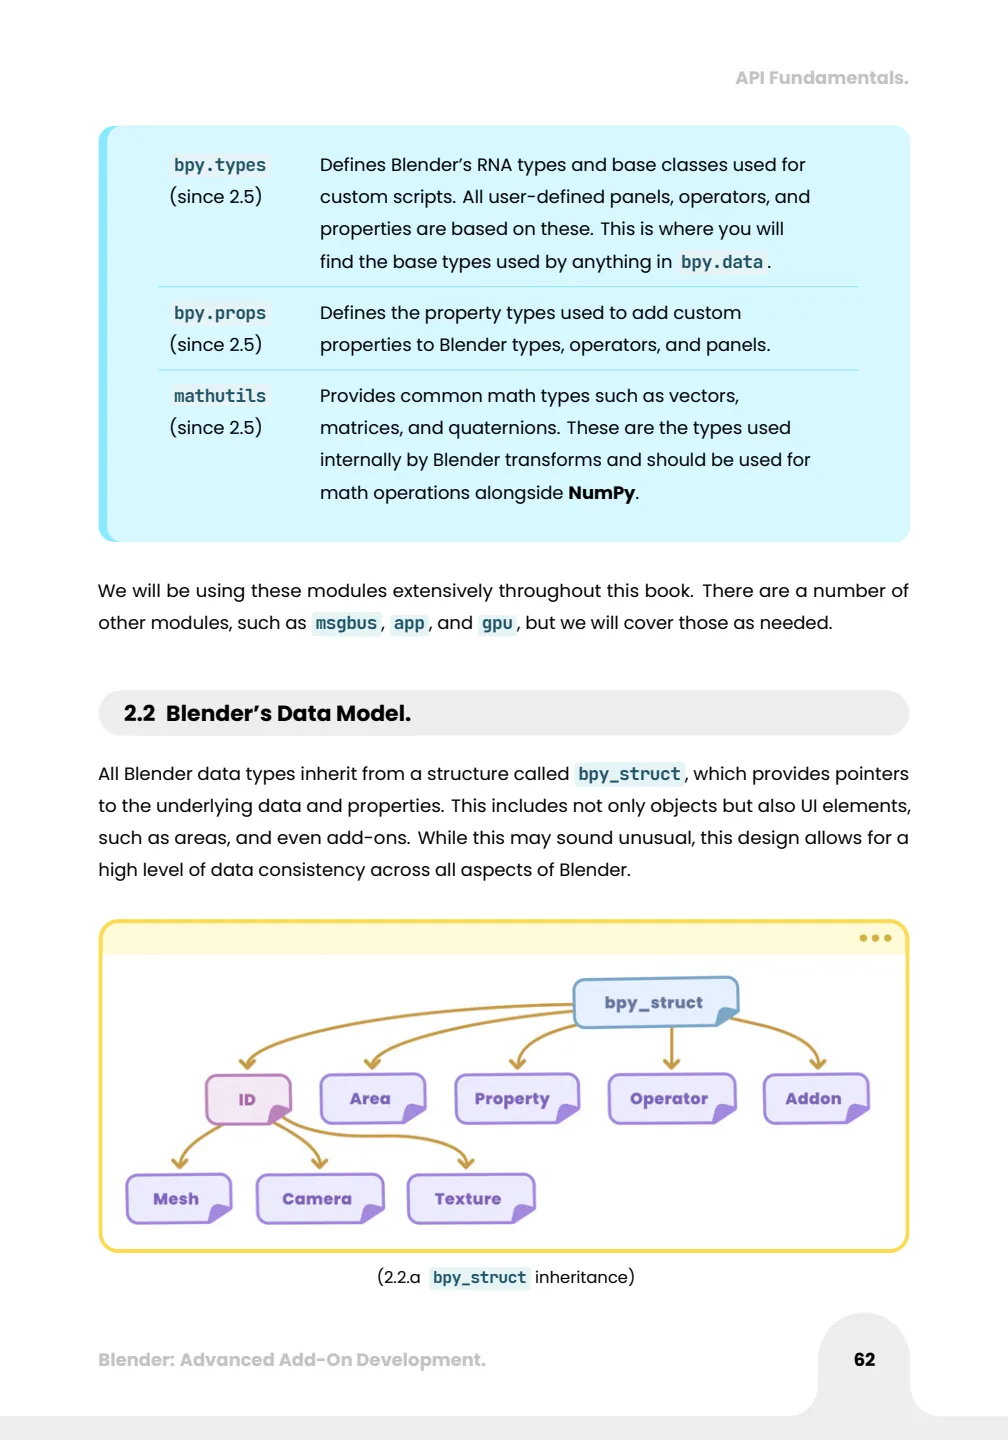 API Fundamentals.
bpy.types
(since 2.5)
Defines Blender's RNA types and base classes used for
custom scripts. All user-defined panels, operators, and
properties are based on these. This is where you will
find the base types used by anything in bpy.data.
bpy.props
(since 2.5)
Defines the property types used to add custom
properties to Blender types, operators, and panels.
mathutils
(since 2.5)
Provides common math types such as vectors,
matrices, and quaternions. These are the types used
internally by Blender transforms and should be used for
math operations alongside NumPy.
We will be using these modules extensively throughout this book. There are a number of
other modules, such as msgbus, app, and gpu, but we will cover those as needed.
2.2 Blender's Data Model.
All Blender data types inherit from a structure called bpy_struct, which provides pointers
to the underlying data and properties. This includes not only objects but also UI elements,
such as areas, and even add-ons. While this may sound unusual, this design allows for a
high level of data consistency across all aspects of Blender.
bpy_struct
ID Area Property Operator Addon
Mesh Camera Texture
(2.2.a bpy_struct inheritance)
Blender: Advanced Add-On Development. 62